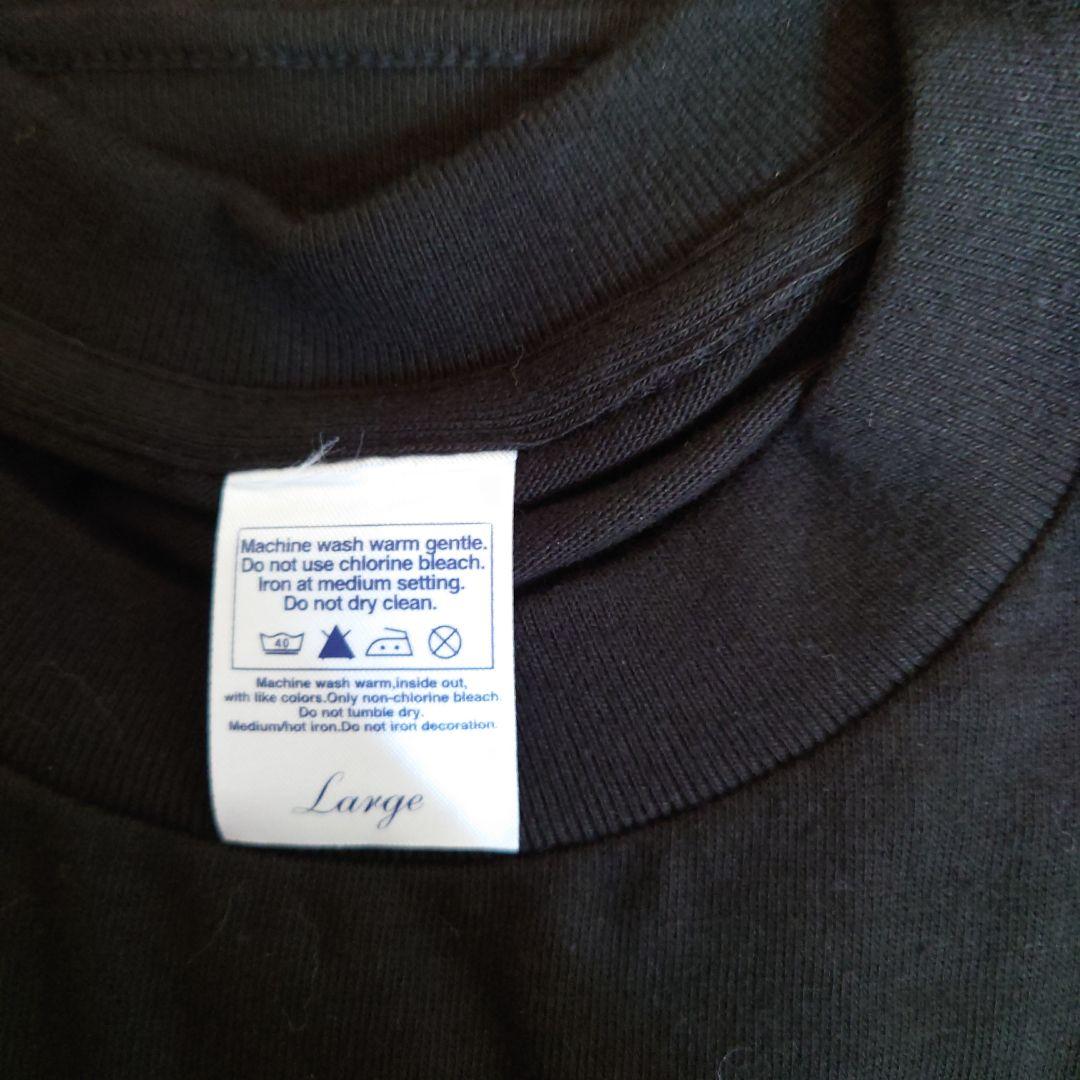 Machine wash warm gentle.
Do not use chlorine bleach.
Iron at medium setting.
Do not dry clean.
40
Machine wash warm,inside out,
with like colors.Only non-chlorine bleach.
Do not tumble dry.
Medium/hot iron.Do not iron decoration.
Large